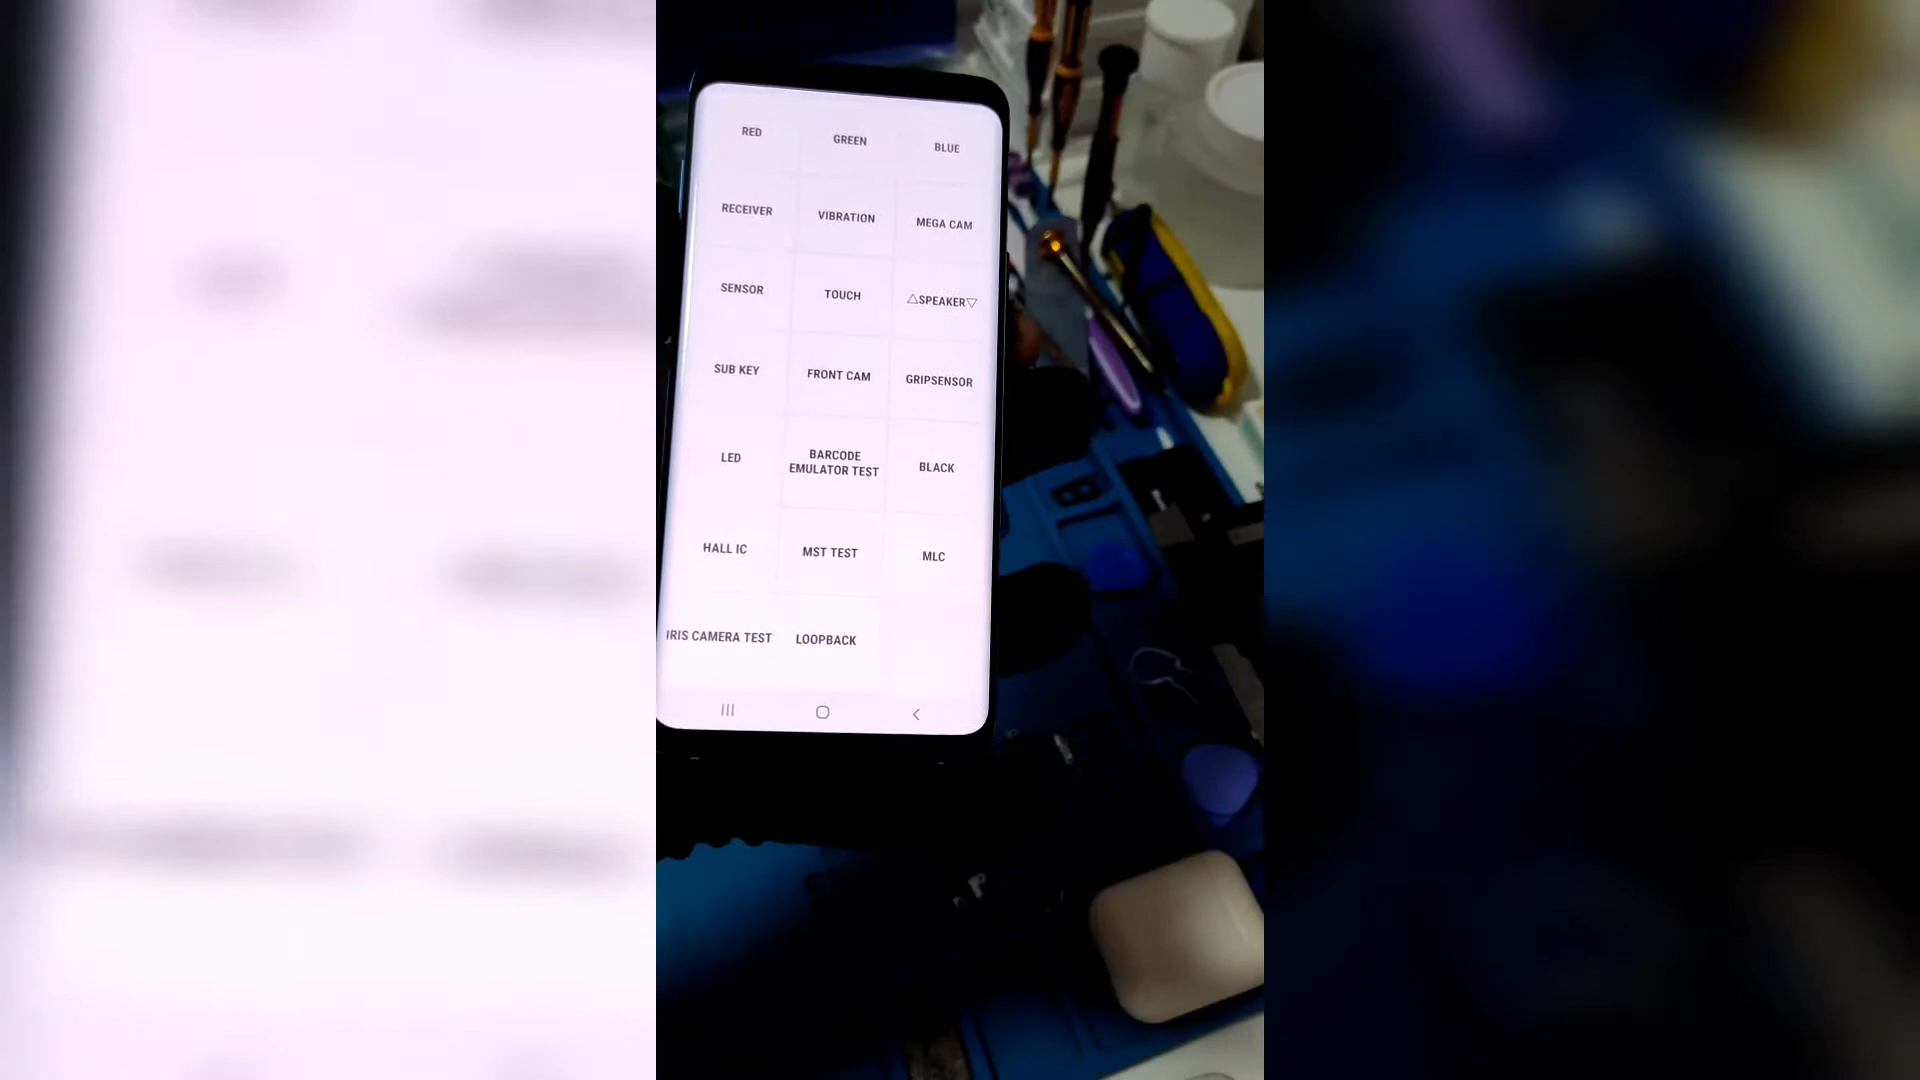 RED
GREEN
BLUE
RECEIVER
VIBRATION
MEGA CAM
SENSOR
TOUCH
△SPEAKER▽
SUB KEY
FRONT CAM
GRIPSENSOR
LED
BARCODE
EMULATOR TEST
BLACK
HALL IC
MST TEST
MLC
IRIS CAMERA TEST
LOOPBACK